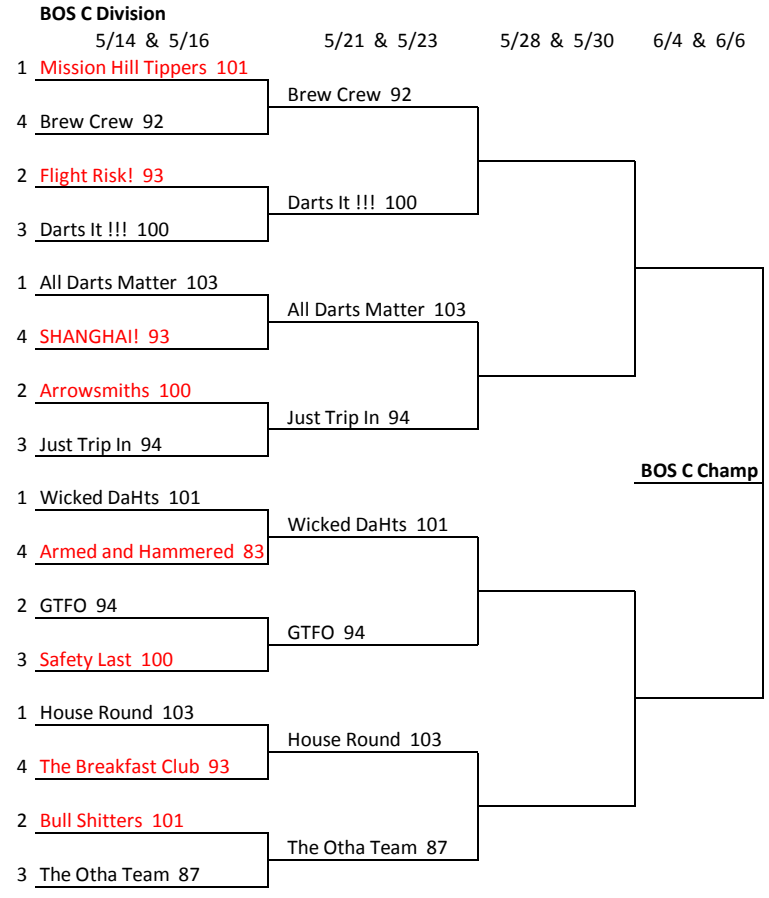 BOS C Division
5/14 & 5/16 5/21 & 5/23 5/28 & 5/30 6/4 & 6/6
1 Mission Hill Tippers 101
Brew Crew 92
4 Brew Crew 92
2 Flight Risk! 93
Darts It !!! 100
3 Darts It !!! 100
1 All Darts Matter 103
All Darts Matter 103
4 SHANGHAI! 93
2 Arrowsmiths 100
Just Trip In 94
3 Just Trip In 94
BOS C Champ
1 Wicked DaHts 101
Wicked DaHts 101
4 Armed and Hammered 83
2 GTFO 94
GTFO 94
3 Safety Last 100
1 House Round 103
House Round 103
4 The Breakfast Club 93
2 Bull Shitters 101
The Otha Team 87
3 The Otha Team 87